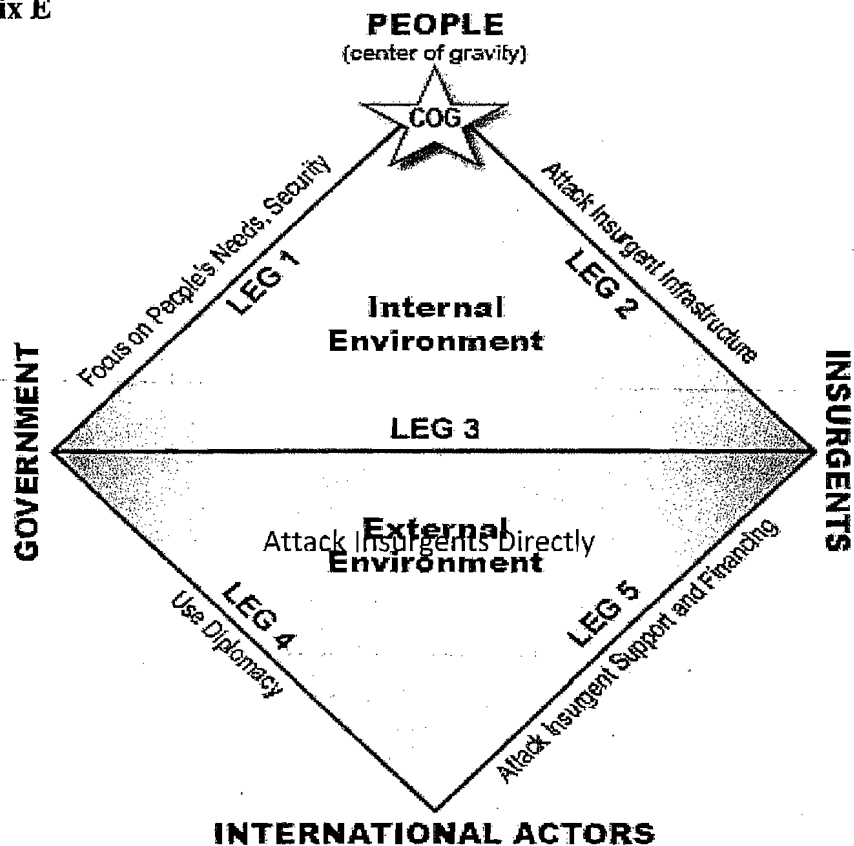 ix E
PEOPLE
(center of gravity)
COG
Focus on People's Needs, Security
LEG 1
Attack Insurgent Infrastructure
LEG 2
Internal
Environment
GOVERNMENT
INSURGENTS
LEG 3
External
Attack Insurgents Directly
Environment
LEG 4
Use Diplomacy
LEG 5
Attack Insurgent Support and Financing
INTERNATIONAL ACTORS